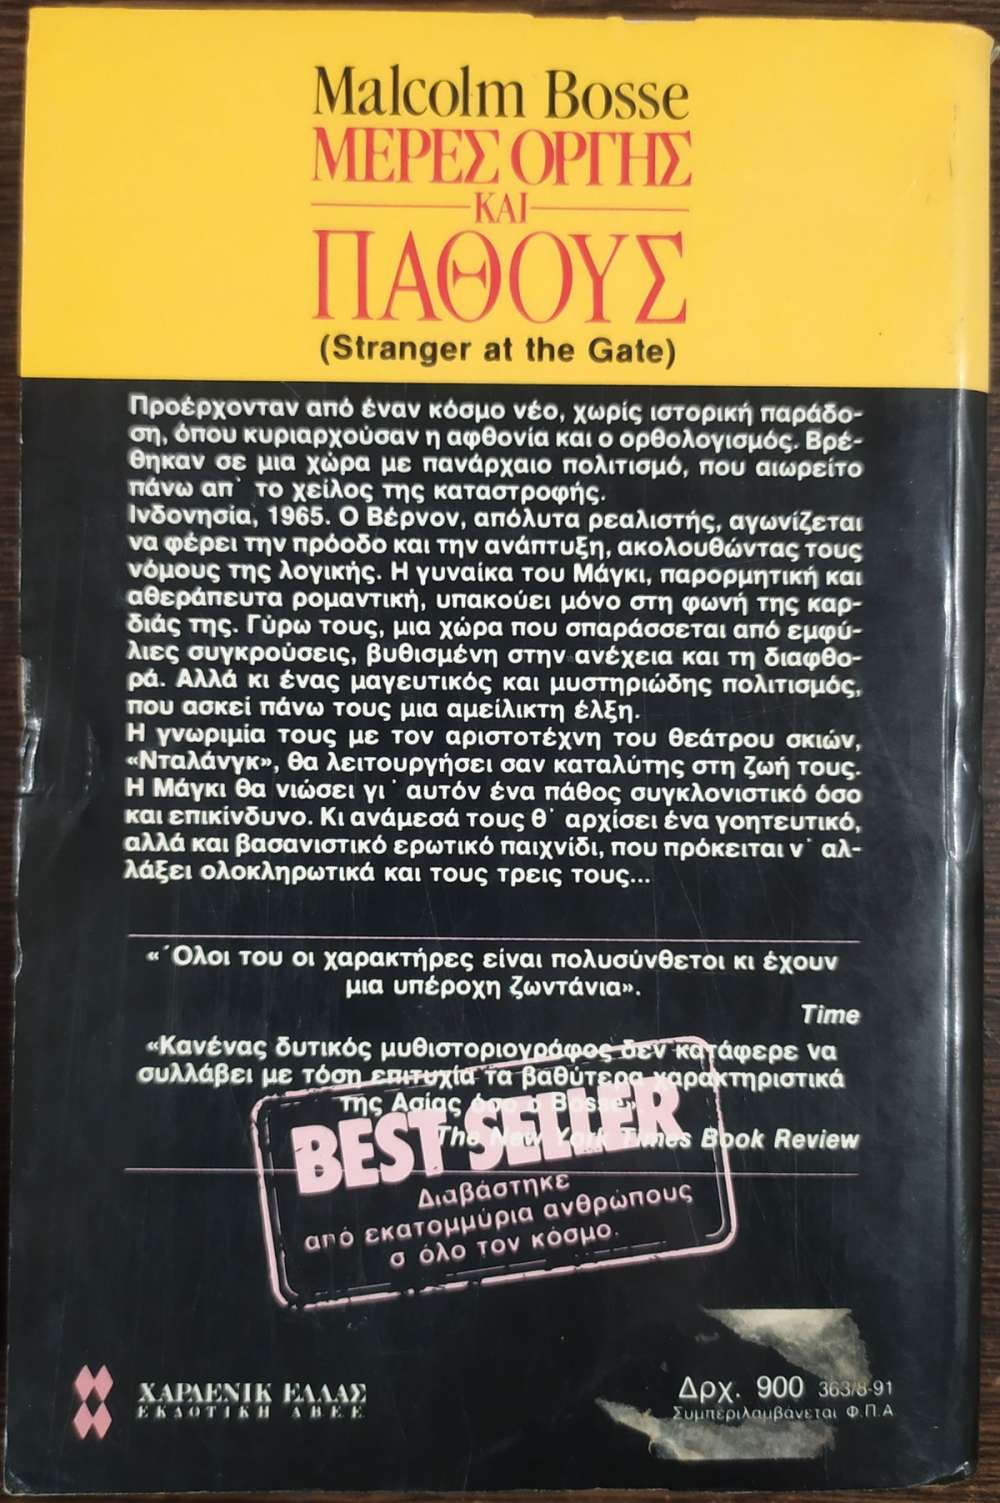 Malcolm Bosse
ΜΕΡΕΣ ΟΡΓΗΣ
ΚΑΙ
ΠΑΘΟΥΣ
(Stranger at the Gate)
Προέρχονταν από έναν κόσμο νέο, χωρίς ιστορική παράδο-
ση, όπου κυριαρχούσαν η αφθονία και ο ορθολογισμός. Βρέ-
θηκαν σε μια χώρα με πανάρχαιο πολιτισμό, που αιωρείτο
πάνω απ᾽ το χείλος της καταστροφής.
Ινδονησία, 1965. Ο Βέρνον, απόλυτα ρεαλιστής, αγωνίζεται
να φέρει την πρόοδο και την ανάπτυξη, ακολουθώντας τους
νόμους της λογικής. Η γυναίκα του Μάγκι, παρορμητική και
αθεράπευτα ρομαντική, υπακούει μόνο στη φωνή της καρ-
διάς της. Γύρω τους, μια χώρα που σπαράσσεται από εμφύ-
λιες συγκρούσεις, βυθισμένη στην ανέχεια και τη διαφθο-
ρά. Αλλά κι ένας μαγευτικός και μυστηριώδης πολιτισμός,
που ασκεί πάνω τους μια αμείλικτη έλξη.
Η γνωριμία τους με τον αριστοτέχνη του θεάτρου σκιών,
«Νταλάνγκ», θα λειτουργήσει σαν καταλύτης στη ζωή τους.
Η Μάγκι θα νιώσει γι᾽ αυτόν ένα πάθος συγκλονιστικό όσο
και επικίνδυνο. Κι ανάμεσά τους θ᾽ αρχίσει ένα γοητευτικό,
αλλά και βασανιστικό ερωτικό παιχνίδι, που πρόκειται ν᾽ αλ-
λάξει ολοκληρωτικά και τους τρεις τους...
«Όλοι του οι χαρακτήρες είναι πολυσύνθετοι κι έχουν
μια υπέροχη ζωντάνια».
Time
«Κανένας δυτικός μυθιστοριογράφος δεν κατάφερε να
συλλάβει με τόση επιτυχία τα βαθύτερα χαρακτηριστικά
της Ασίας όσο ο Bosse»
The New York Times Book Review
BEST SELLER
Διαβάστηκε
από εκατομμύρια ανθρώπους
σ όλο τον κόσμο.
ΧΑΡΛΕΝΙΚ ΕΛΛΑΣ
ΕΚΔΟΤΙΚΗ ΑΒΕΕ
Δρχ. 900 363/8-91
Συμπεριλαμβάνεται Φ.Π.Α